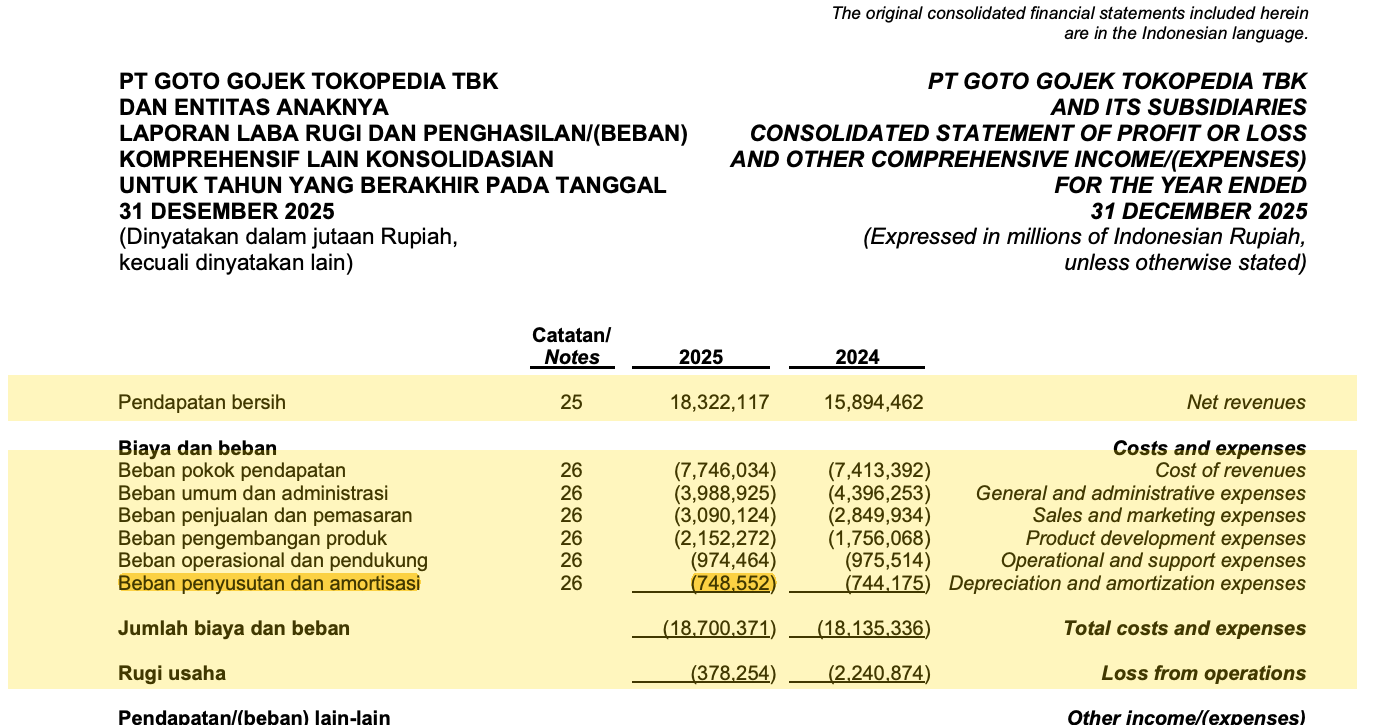 The original consolidated financial statements included herein
are in the Indonesian language.
PT GOTO GOJEK TOKOPEDIA TBK
DAN ENTITAS ANAKNYA
LAPORAN LABA RUGI DAN PENGHASILAN/(BEBAN)
KOMPREHENSIF LAIN KONSOLIDASIAN
UNTUK TAHUN YANG BERAKHIR PADA TANGGAL
31 DESEMBER 2025
(Dinyatakan dalam jutaan Rupiah,
kecuali dinyatakan lain)
PT GOTO GOJEK TOKOPEDIA TBK
AND ITS SUBSIDIARIES
CONSOLIDATED STATEMENT OF PROFIT OR LOSS
AND OTHER COMPREHENSIVE INCOME/(EXPENSES)
FOR THE YEAR ENDED
31 DECEMBER 2025
(Expressed in millions of Indonesian Rupiah,
unless otherwise stated)
Catatan/
Notes 2025 2024
Pendapatan bersih 25 18,322,117 15,894,462 Net revenues
Biaya dan beban Costs and expenses
Beban pokok pendapatan 26 (7,746,034) (7,413,392) Cost of revenues
Beban umum dan administrasi 26 (3,988,925) (4,396,253) General and administrative expenses
Beban penjualan dan pemasaran 26 (3,090,124) (2,849,934) Sales and marketing expenses
Beban pengembangan produk 26 (2,152,272) (1,756,068) Product development expenses
Beban operasional dan pendukung 26 (974,464) (975,514) Operational and support expenses
Beban penyusutan dan amortisasi 26 (748,552) (744,175) Depreciation and amortization expenses
Jumlah biaya dan beban (18,700,371) (18,135,336) Total costs and expenses
Rugi usaha (378,254) (2,240,874) Loss from operations
Pendapatan/(beban) lain-lain Other income/(expenses)